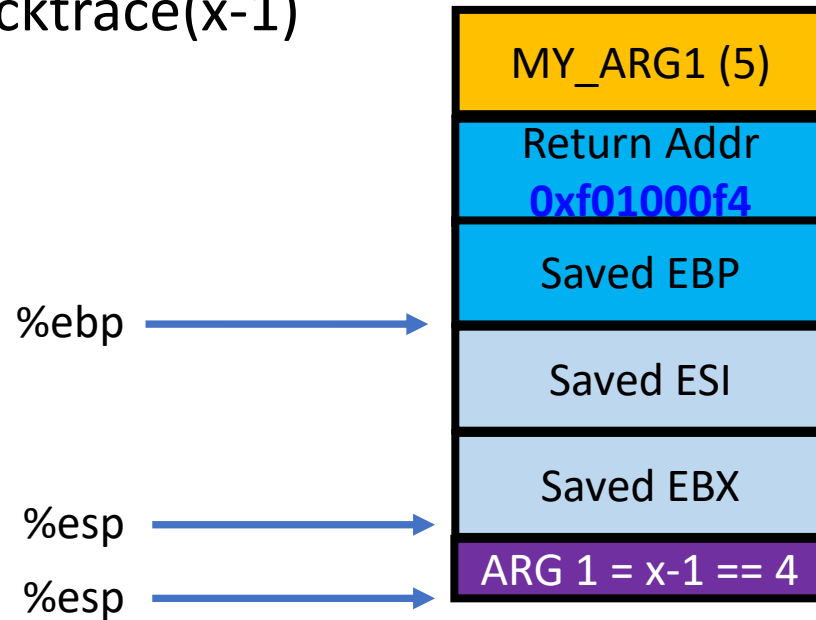 cktrace(x-1)
MY_ARG1 (5)
Return Addr
0xf01000f4
Saved EBP
%ebp
Saved ESI
Saved EBX
%esp
ARG 1 = x-1 == 4
%esp